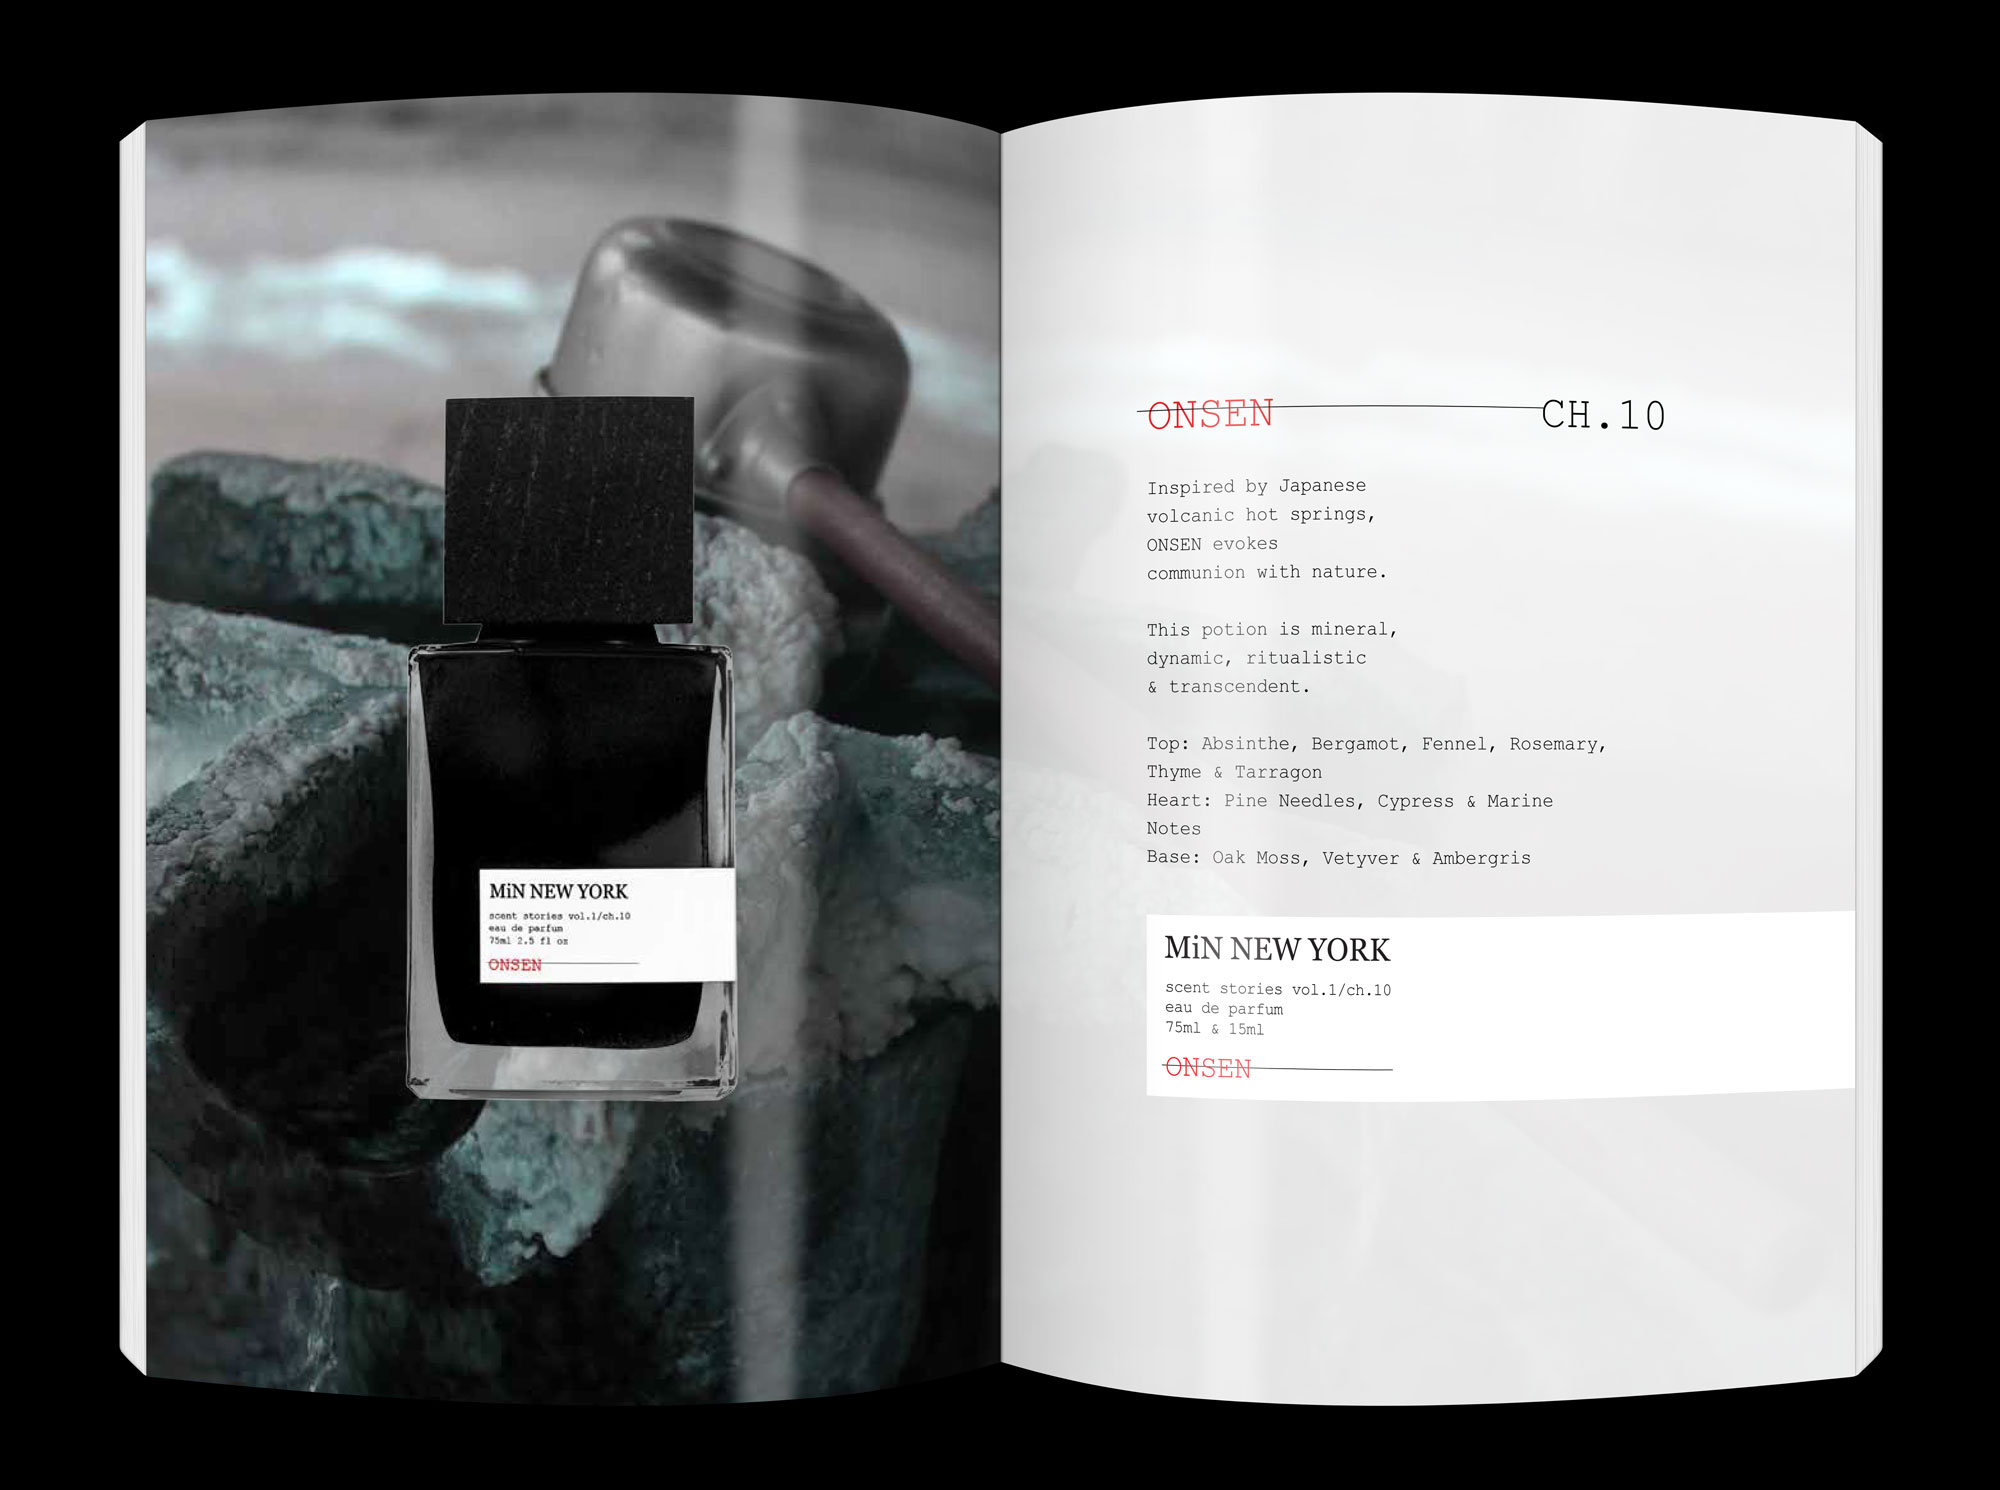 MiN NEW YORK
scent stories vol.1/ch.10
eau de parfum
75ml 2.5 fl oz
ONSEN
ONSEN CH.10
Inspired by Japanese
volcanic hot springs,
ONSEN evokes
communion with nature.
This potion is mineral,
dynamic, ritualistic
& transcendent.
Top: Absinthe, Bergamot, Fennel, Rosemary,
Thyme & Tarragon
Heart: Pine Needles, Cypress & Marine
Notes
Base: Oak Moss, Vetyver & Ambergris
MiN NEW YORK
scent stories vol.1/ch.10
eau de parfum
75ml & 15ml
ONSEN